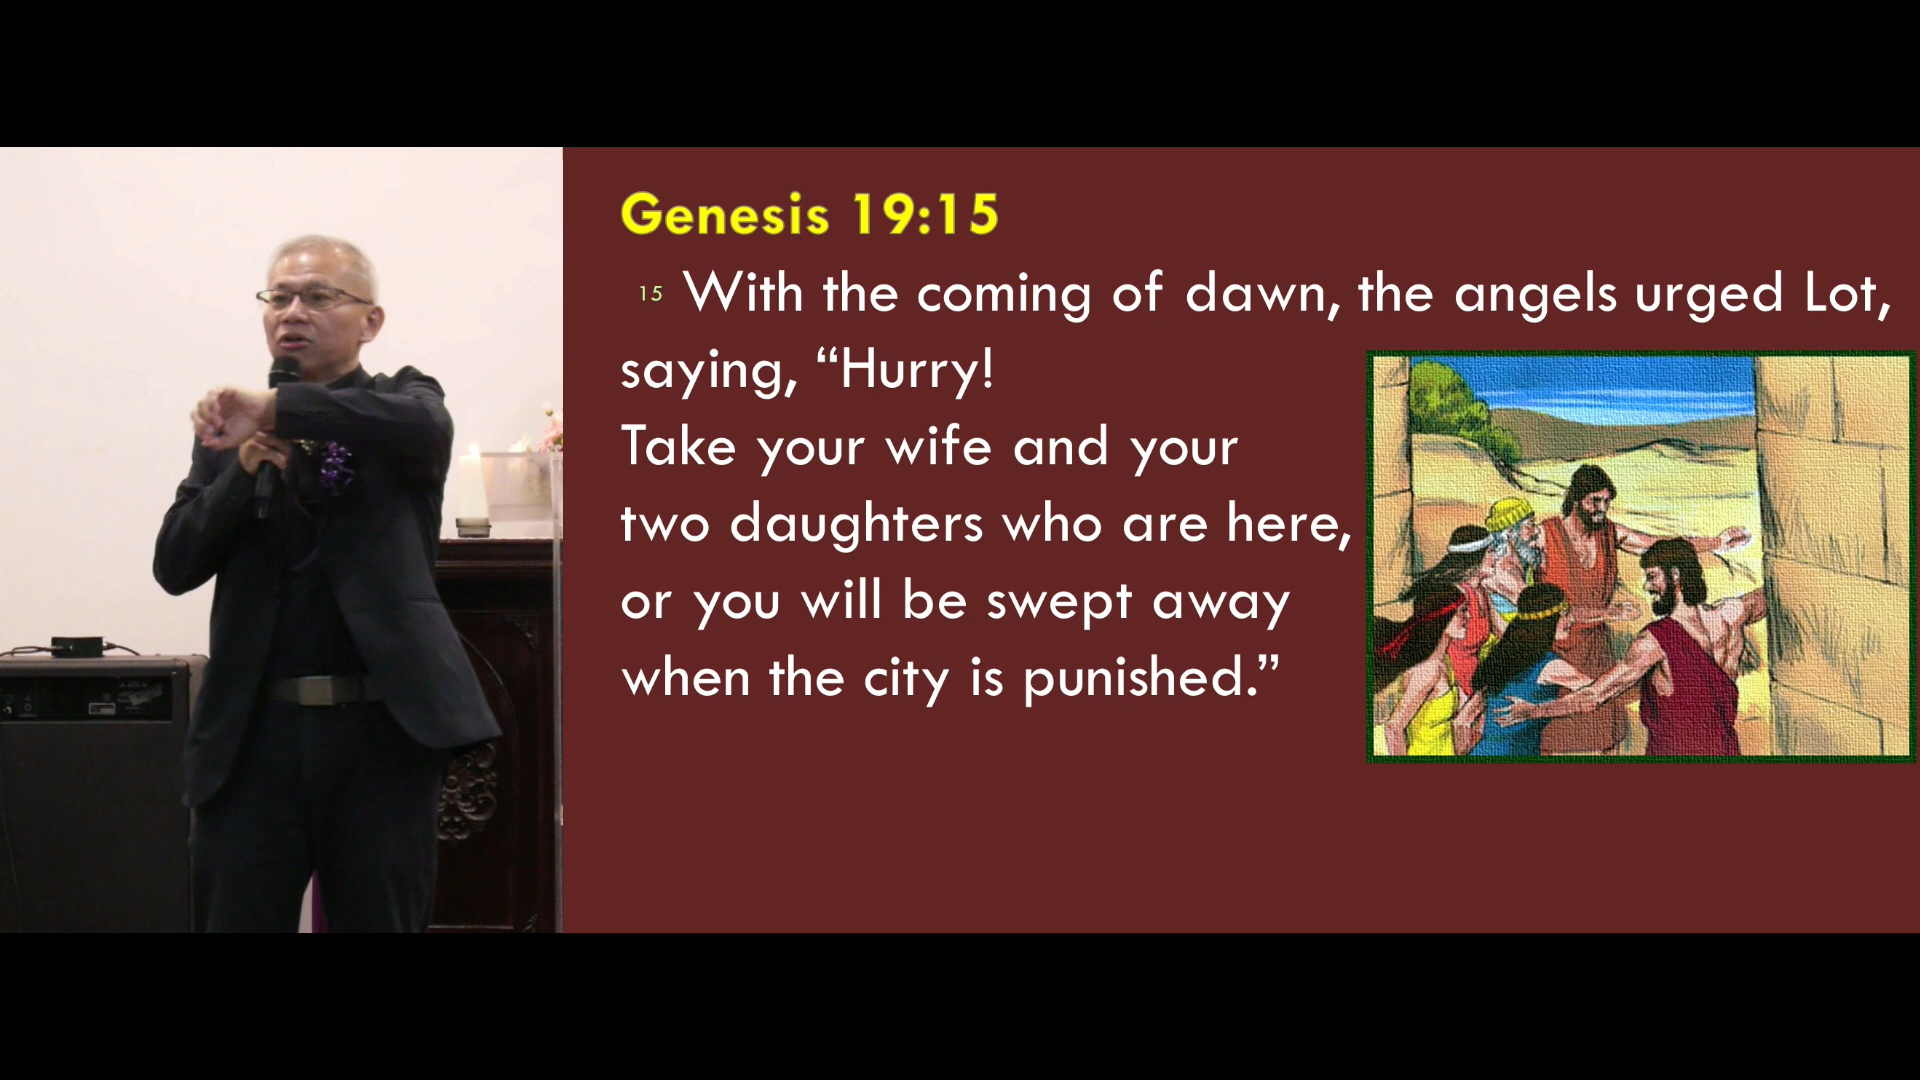 Genesis 19:15
15 With the coming of dawn, the angels urged Lot,
saying, “Hurry!
Take your wife and your
two daughters who are here,
or you will be swept away
when the city is punished.”